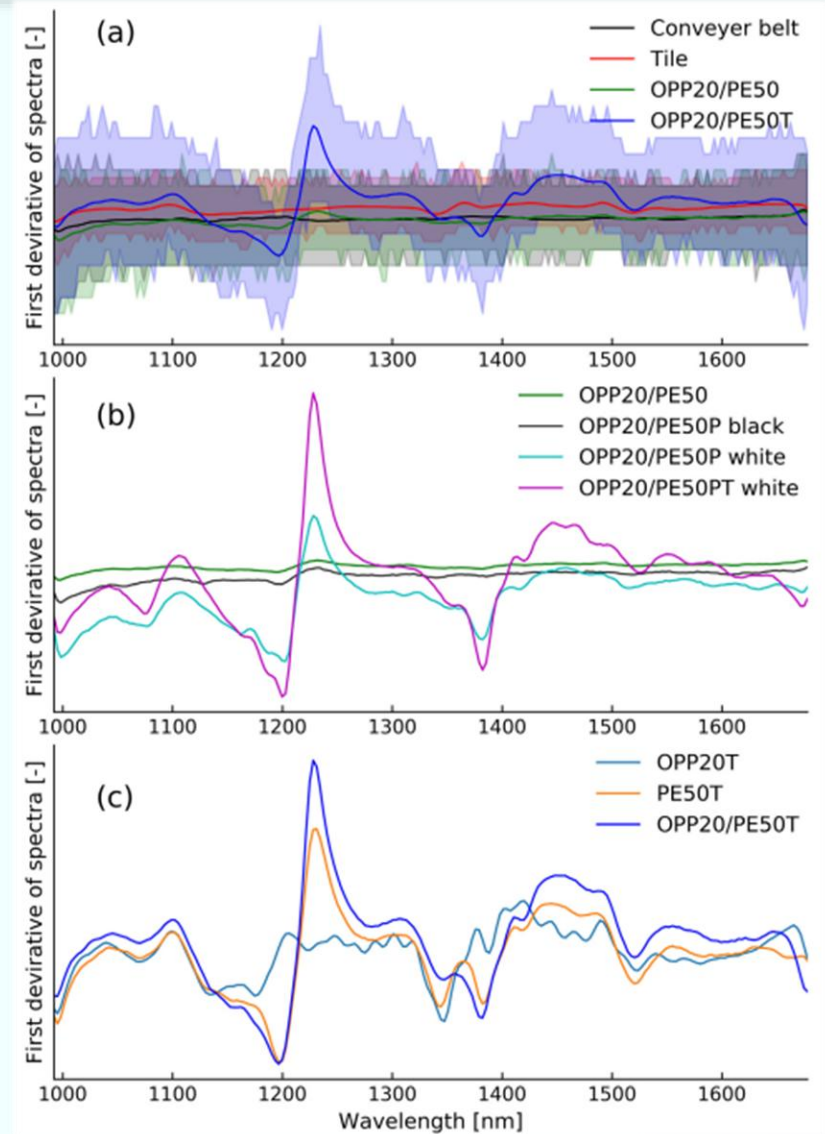 (a)
Conveyer belt
Tile
OPP20/PE50
OPP20/PE50T
First devirative of spectra [-]
1000 1100 1200 1300 1400 1500 1600
(b)
OPP20/PE50
OPP20/PE50P black
OPP20/PE50P white
OPP20/PE50PT white
First devirative of spectra [-]
1000 1100 1200 1300 1400 1500 1600
(c)
OPP20T
PE50T
OPP20/PE50T
First devirative of spectra [-]
1000 1100 1200 1300 1400 1500 1600
Wavelength [nm]